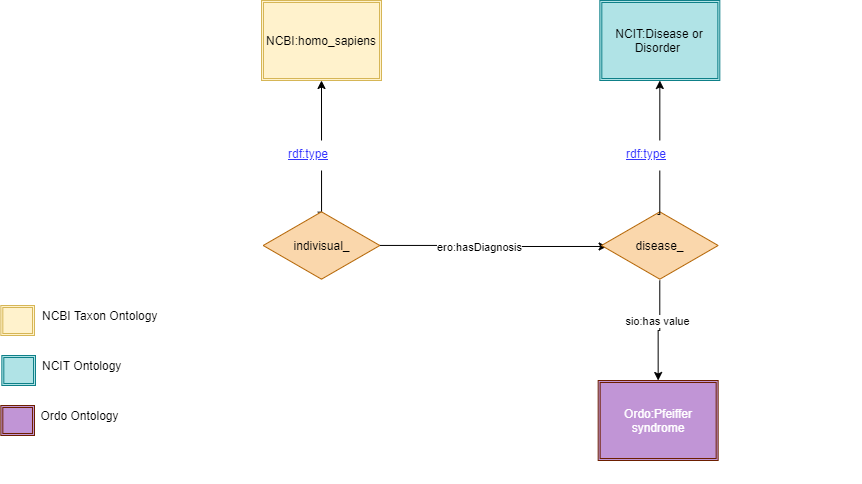 NCBI:homo_sapiens
NCIT:Disease or
Disorder
rdf:type
rdf:type
indivisual_
ero:hasDiagnosis
disease_
NCBI Taxon Ontology
sio:has value
NCIT Ontology
Ordo Ontology
Ordo:Pfeiffer
syndrome